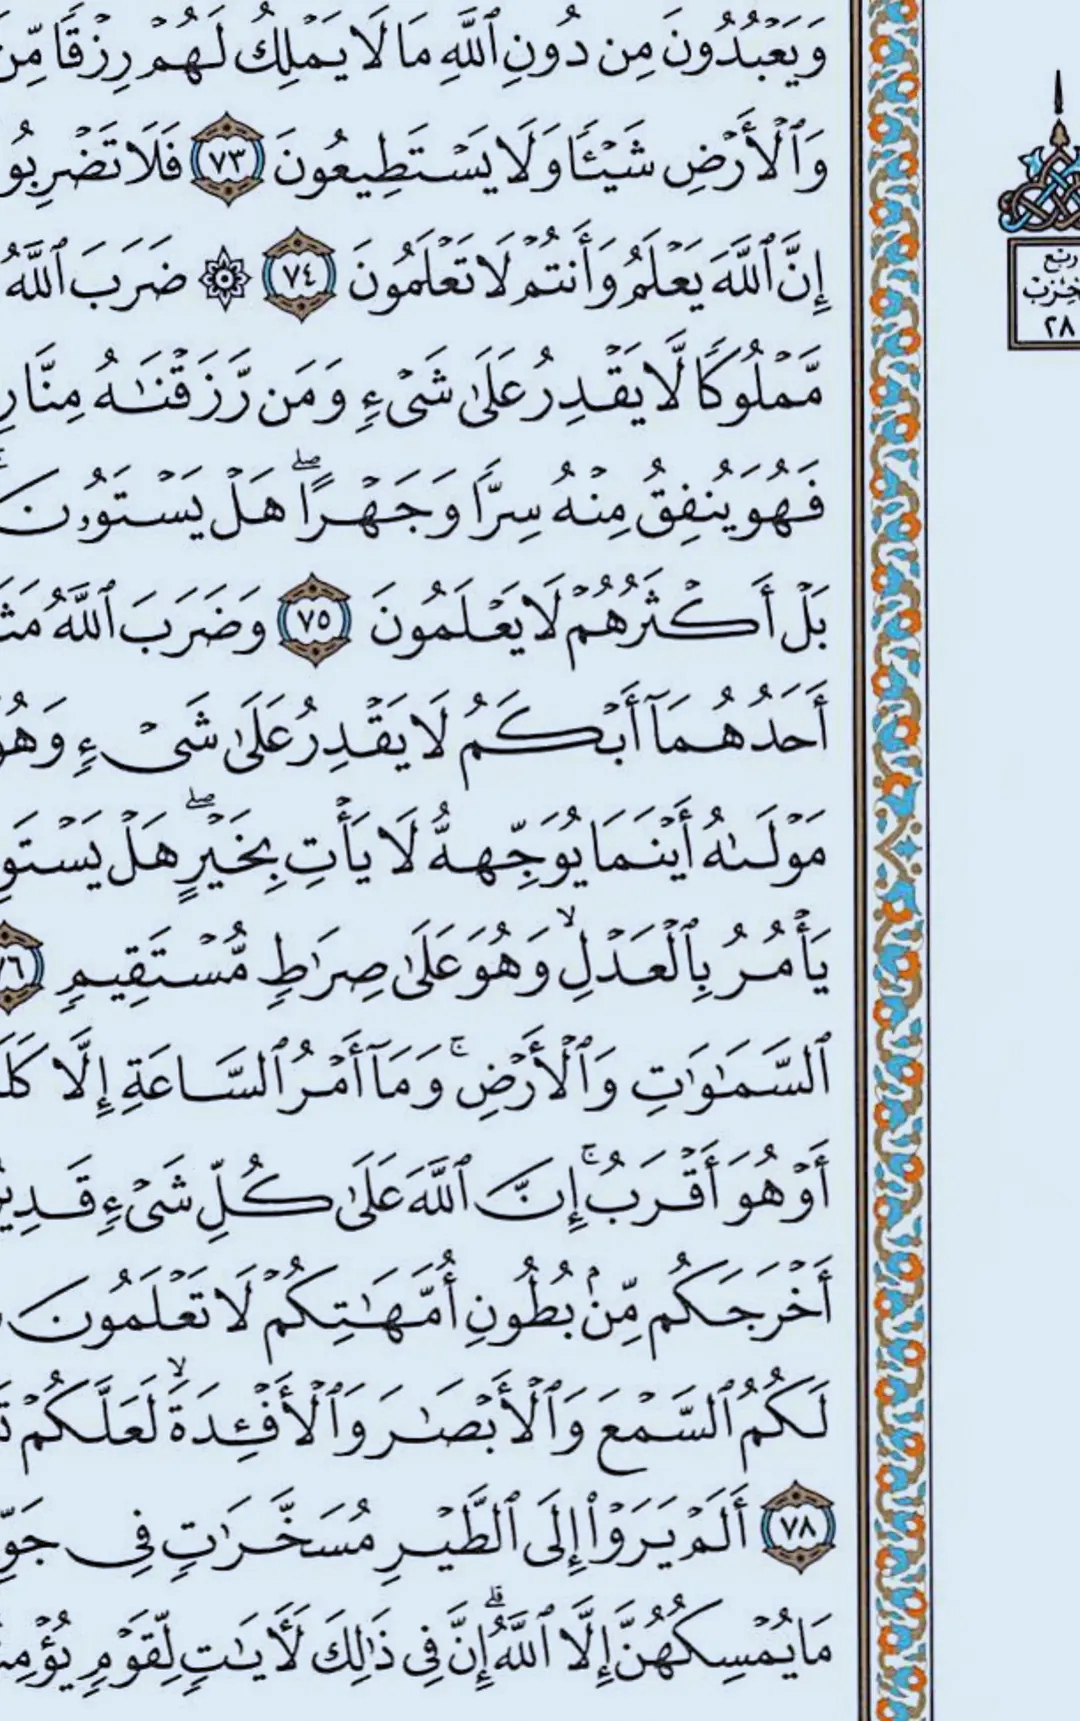 وَيَعۡبُدُونَ مِن دُونِ ٱللَّهِ مَا لَا يَمۡلِكُ لَهُمۡ رِزۡقٗا مِّنَ
وَٱلۡأَرۡضِ شَيۡـٔٗا وَلَا يَسۡتَطِيعُونَ ٧٣ فَلَا تَضۡرِبُو
إِنَّ ٱللَّهَ يَعۡلَمُ وَأَنتُمۡ لَا تَعۡلَمُونَ ٧٤ ۞ ضَرَبَ ٱللَّهُ
مَّمۡلُوكٗا لَّا يَقۡدِرُ عَلَىٰ شَيۡءٖ وَمَن رَّزَقۡنَٰهُ مِنَّا رِ
فَهُوَ يُنفِقُ مِنۡهُ سِرّٗا وَجَهۡرًاۖ هَلۡ يَسۡتَوُۥنَۚ
بَلۡ أَكۡثَرُهُمۡ لَا يَعۡلَمُونَ ٧٥ وَضَرَبَ ٱللَّهُ مَثَ
أَحَدُهُمَآ أَبۡكَمُ لَا يَقۡدِرُ عَلَىٰ شَيۡءٖ وَهُوَ
مَوۡلَىٰهُ أَيۡنَمَا يُوَجِّههُّ لَا يَأۡتِ بِخَيۡرٍۖ هَلۡ يَسۡتَوِ
يَأۡمُرُ بِٱلۡعَدۡلِۙ وَهُوَ عَلَىٰ صِرَٰطٖ مُّسۡتَقِيمٖ ٧٦
ٱلسَّمَٰوَٰتِ وَٱلۡأَرۡضِۚ وَمَآ أَمۡرُ ٱلسَّاعَةِ إِلَّا كَلَ
أَوۡ هُوَ أَقۡرَبُۚ إِنَّ ٱللَّهَ عَلَىٰ كُلِّ شَيۡءٖ قَدِير
أَخۡرَجَكُم مِّنۢ بُطُونِ أُمَّهَٰتِكُمۡ لَا تَعۡلَمُونَ
لَكُمُ ٱلسَّمۡعَ وَٱلۡأَبۡصَٰرَ وَٱلۡأَفۡـِٔدَةَۙ لَعَلَّكُمۡ تَ
٧٨ أَلَمۡ يَرَوۡاْ إِلَى ٱلطَّيۡرِ مُسَخَّرَٰتٖ فِي جَوِّ
مَا يُمۡسِكُهُنَّ إِلَّا ٱللَّهُۚ إِنَّ فِي ذَٰلِكَ لَأٓيَٰتٖ لِّقَوۡمٖ يُؤۡمِنُ
ربع
الحزب
٢٨